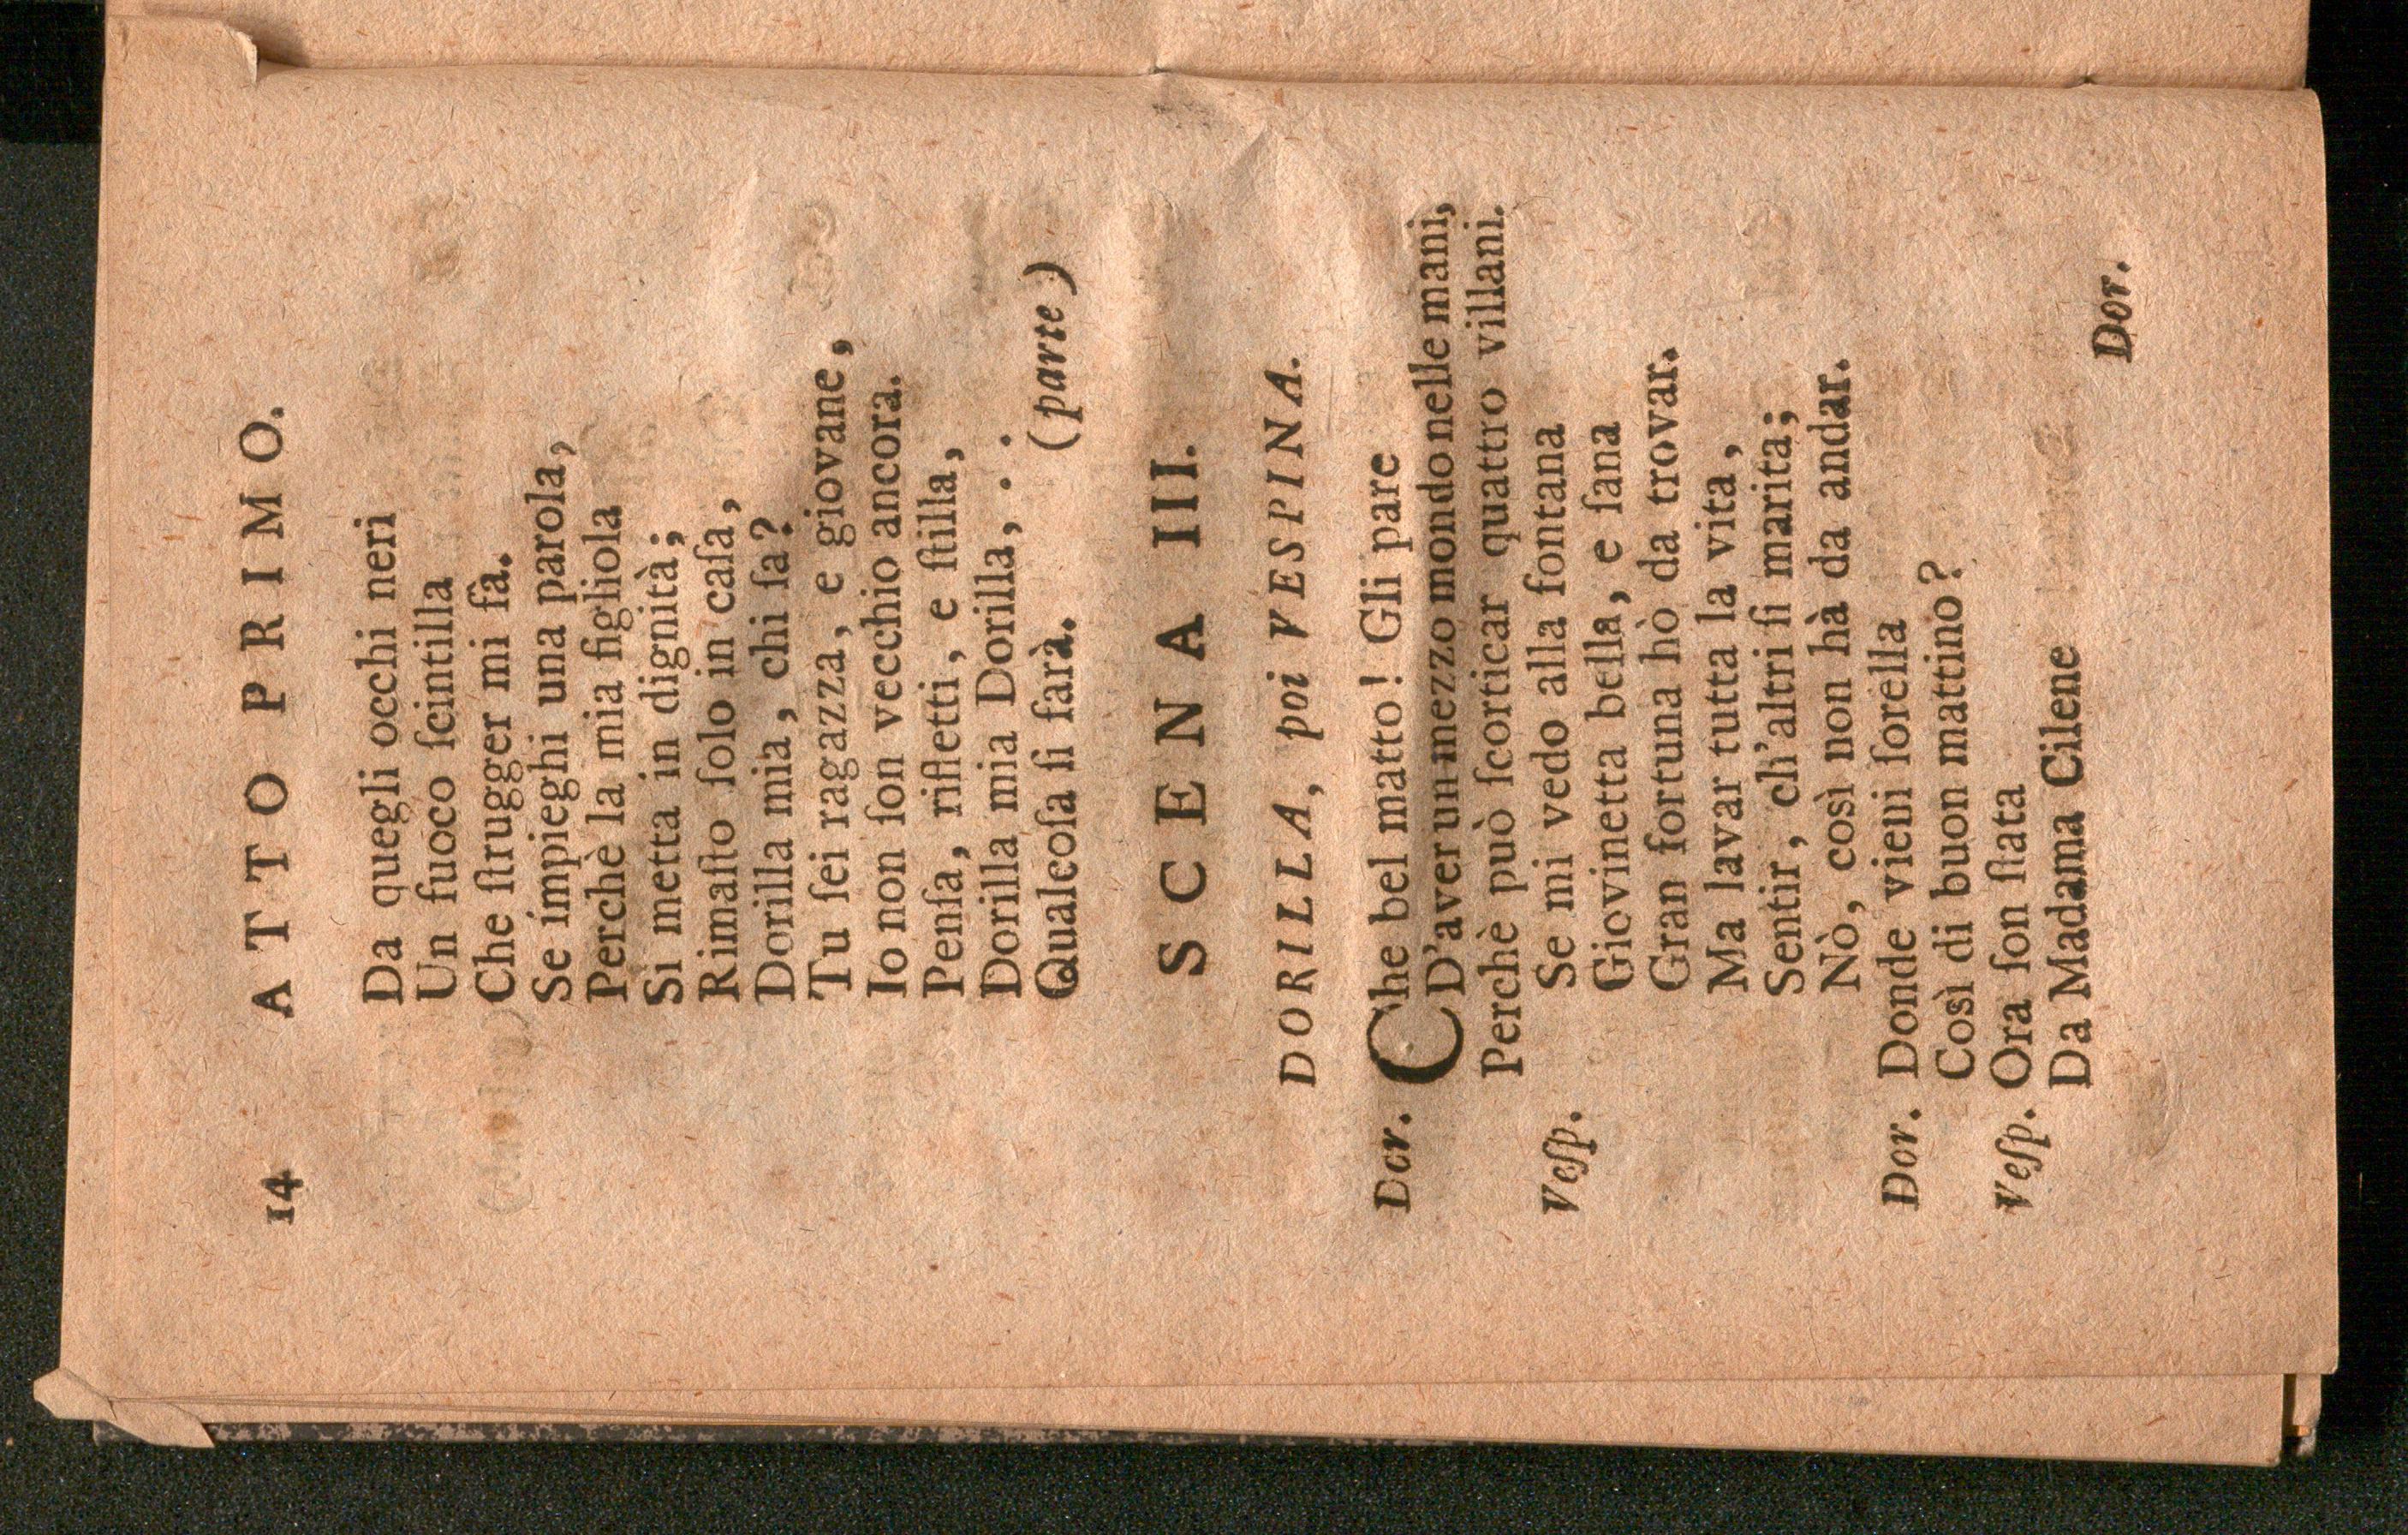 14 ATTO PRIMO.
Da quegli occhi neri
Un fuoco ſcintilla
Che ſtrugger mi fà.
Se impieghi una parola,
Perchè la mia figliola
Si metta in dignità;
Rimaſto ſolo in caſa,
Dorilla mia, chi ſa?
Tu ſei ragazza, e giovane,
Io non ſon vecchio ancora.
Penſa, rifletti, e ſtilla,
Dorilla mia Dorilla, . .
Qualcoſa ſi farà. (parte)
SCENA III.
DORILLA, poi VESPINA.
Dor. Che bel matto! Gli pare
D'aver un mezzo mondo nelle mani,
Perchè può ſcorticar quattro villani.
Veſp. Se mi vedo alla fontana
Giovinetta bella, e ſana
Gran fortuna hò da trovar.
Ma lavar tutta la vita,
Sentir, ch'altri ſi marita;
Nò, così non hà da andar.
Dor. Donde vieni ſorella
Così di buon mattino?
Veſp. Ora ſon ſtata
Da Madama Cilene
Dor.